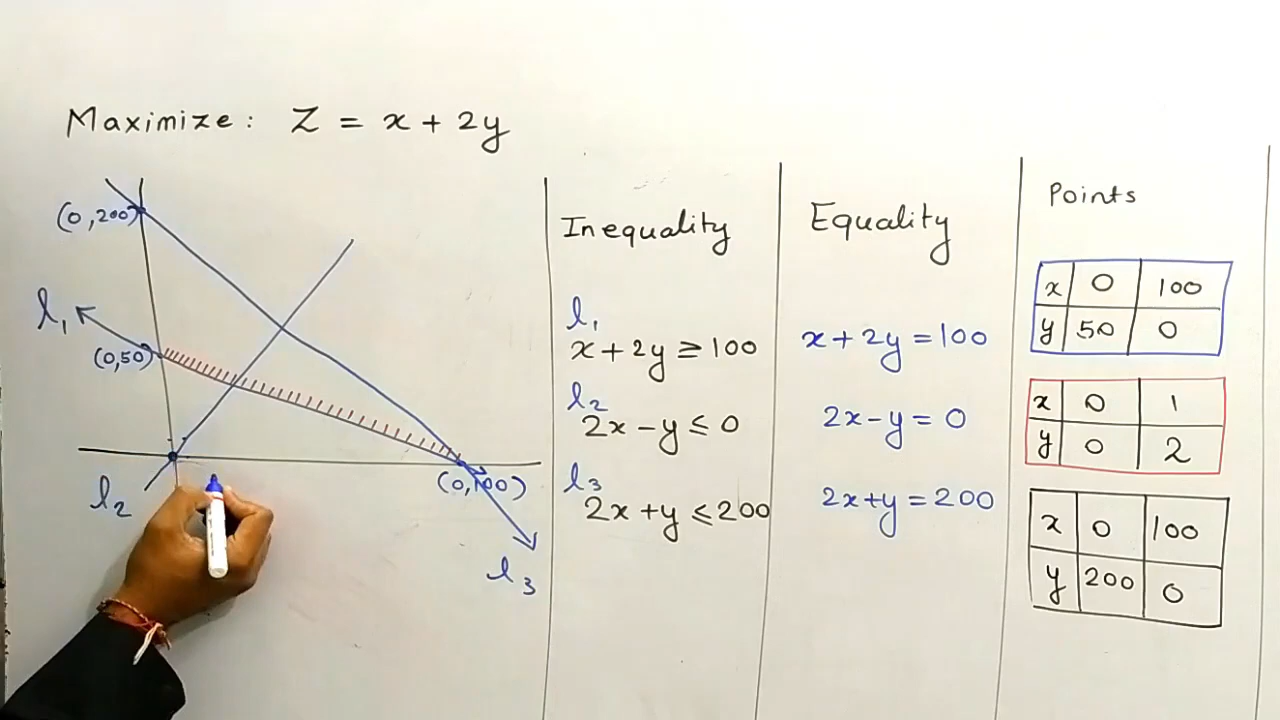 Maximize: Z = x + 2y
(0,200)
l₁
(0,50)
l₂
(0,100)
l₃
Inequality
l₁
x + 2y ≥ 100
l₂
2x - y ≤ 0
l₃
2x + y ≤ 200
Equality
x + 2y = 100
2x - y = 0
2x + y = 200
Points
x 0 100
y 50 0
x 0 1
y 0 2
x 0 100
y 200 0